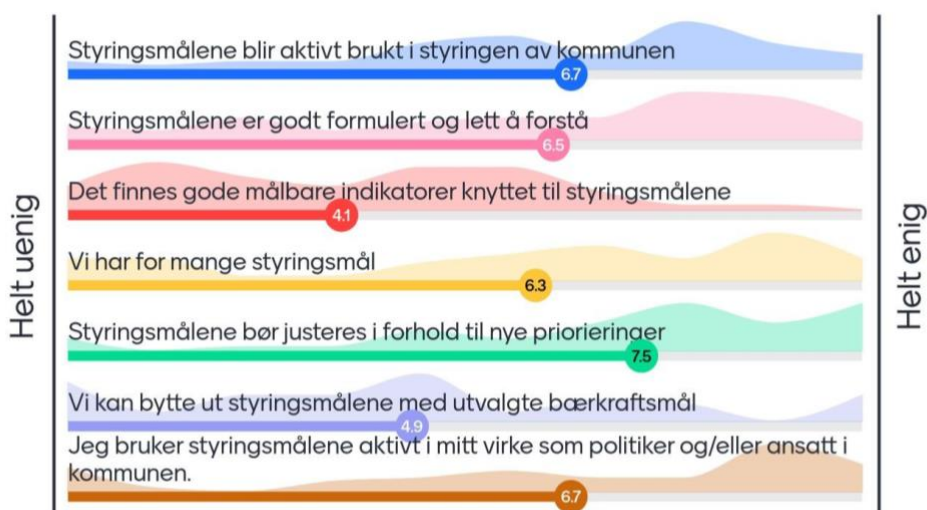 Helt uenig
Styringsmålene blir aktivt brukt i styringen av kommunen
6.7
Styringsmålene er godt formulert og lett å forstå
6.5
Det finnes gode målbare indikatorer knyttet til styringsmålene
4.1
Vi har for mange styringsmål
6.3
Styringsmålene bør justeres i forhold til nye priorieringer
7.5
Vi kan bytte ut styringsmålene med utvalgte bærkraftsmål
4.9
Jeg bruker styringsmålene aktivt i mitt virke som politiker og/eller ansatt i
kommunen.
6.7
Helt enig